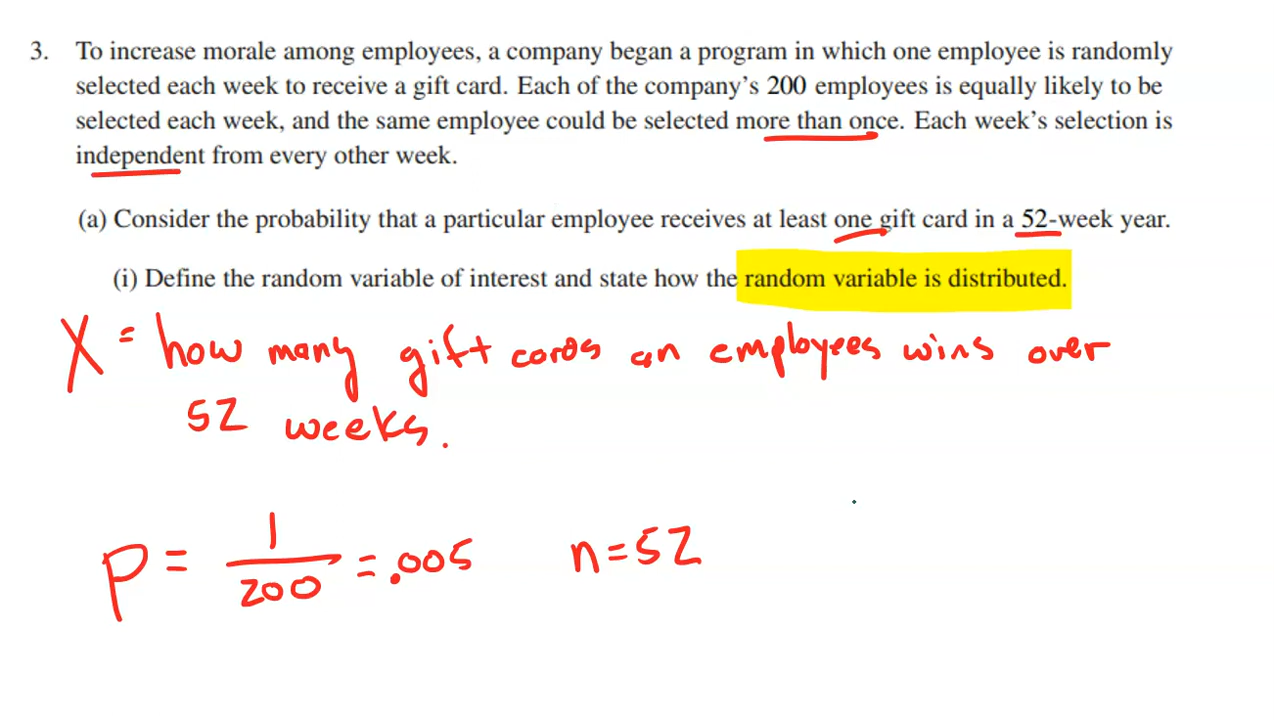 3. To increase morale among employees, a company began a program in which one employee is randomly
selected each week to receive a gift card. Each of the company's 200 employees is equally likely to be
selected each week, and the same employee could be selected more than once. Each week's selection is
independent from every other week.
(a) Consider the probability that a particular employee receives at least one gift card in a 52-week year.
(i) Define the random variable of interest and state how the random variable is distributed.
X = how many gift cards an employees wins over
52 weeks.
P = 1/200 = .005 n=52